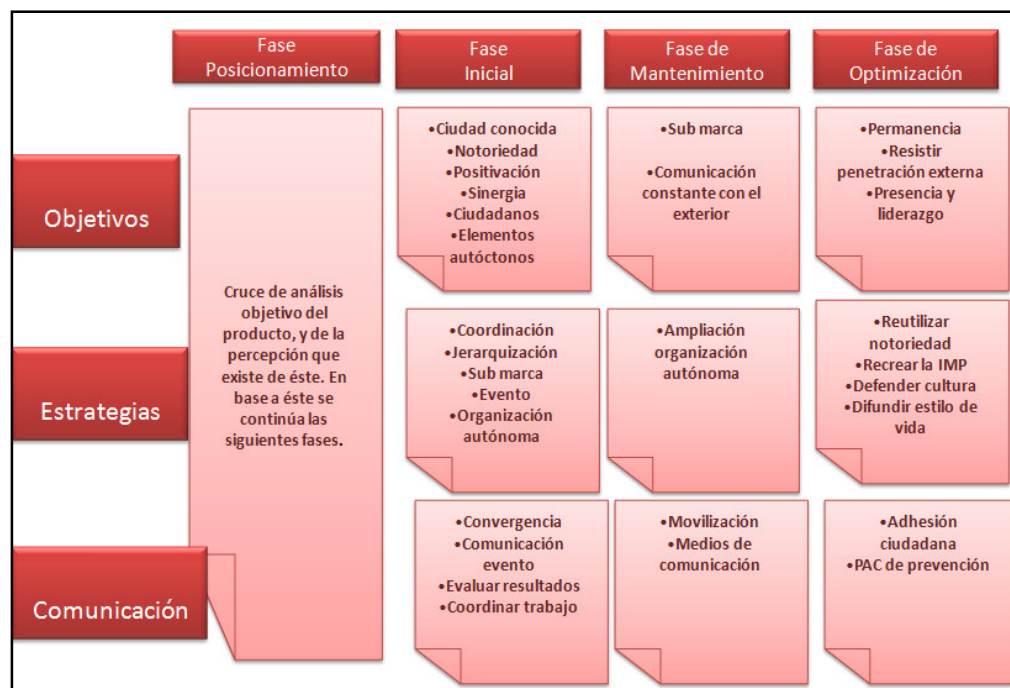 Fase
Posicionamiento
Fase
Inicial
Fase de
Mantenimiento
Fase de
Optimización
Objetivos
Estrategias
Comunicación
Cruce de análisis
objetivo del
producto, y de la
percepción que
existe de éste. En
base a éste se
continúa las
siguientes fases.
•Ciudad conocida
•Notoriedad
•Positivación
•Sinergia
•Ciudadanos
•Elementos
autóctonos
•Sub marca
•Comunicación
constante con el
exterior
•Permanencia
•Resistir
penetración externa
•Presencia y
liderazgo
•Coordinación
•Jerarquización
•Sub marca
•Evento
•Organización
autónoma
•Ampliación
organización
autónoma
•Reutilizar
notoriedad
•Recrear la IMP
•Defender cultura
•Difundir estilo de
vida
•Convergencia
•Comunicación
evento
•Evaluar resultados
•Coordinar trabajo
•Movilización
•Medios de
comunicación
•Adhesión
ciudadana
•PAC de prevención